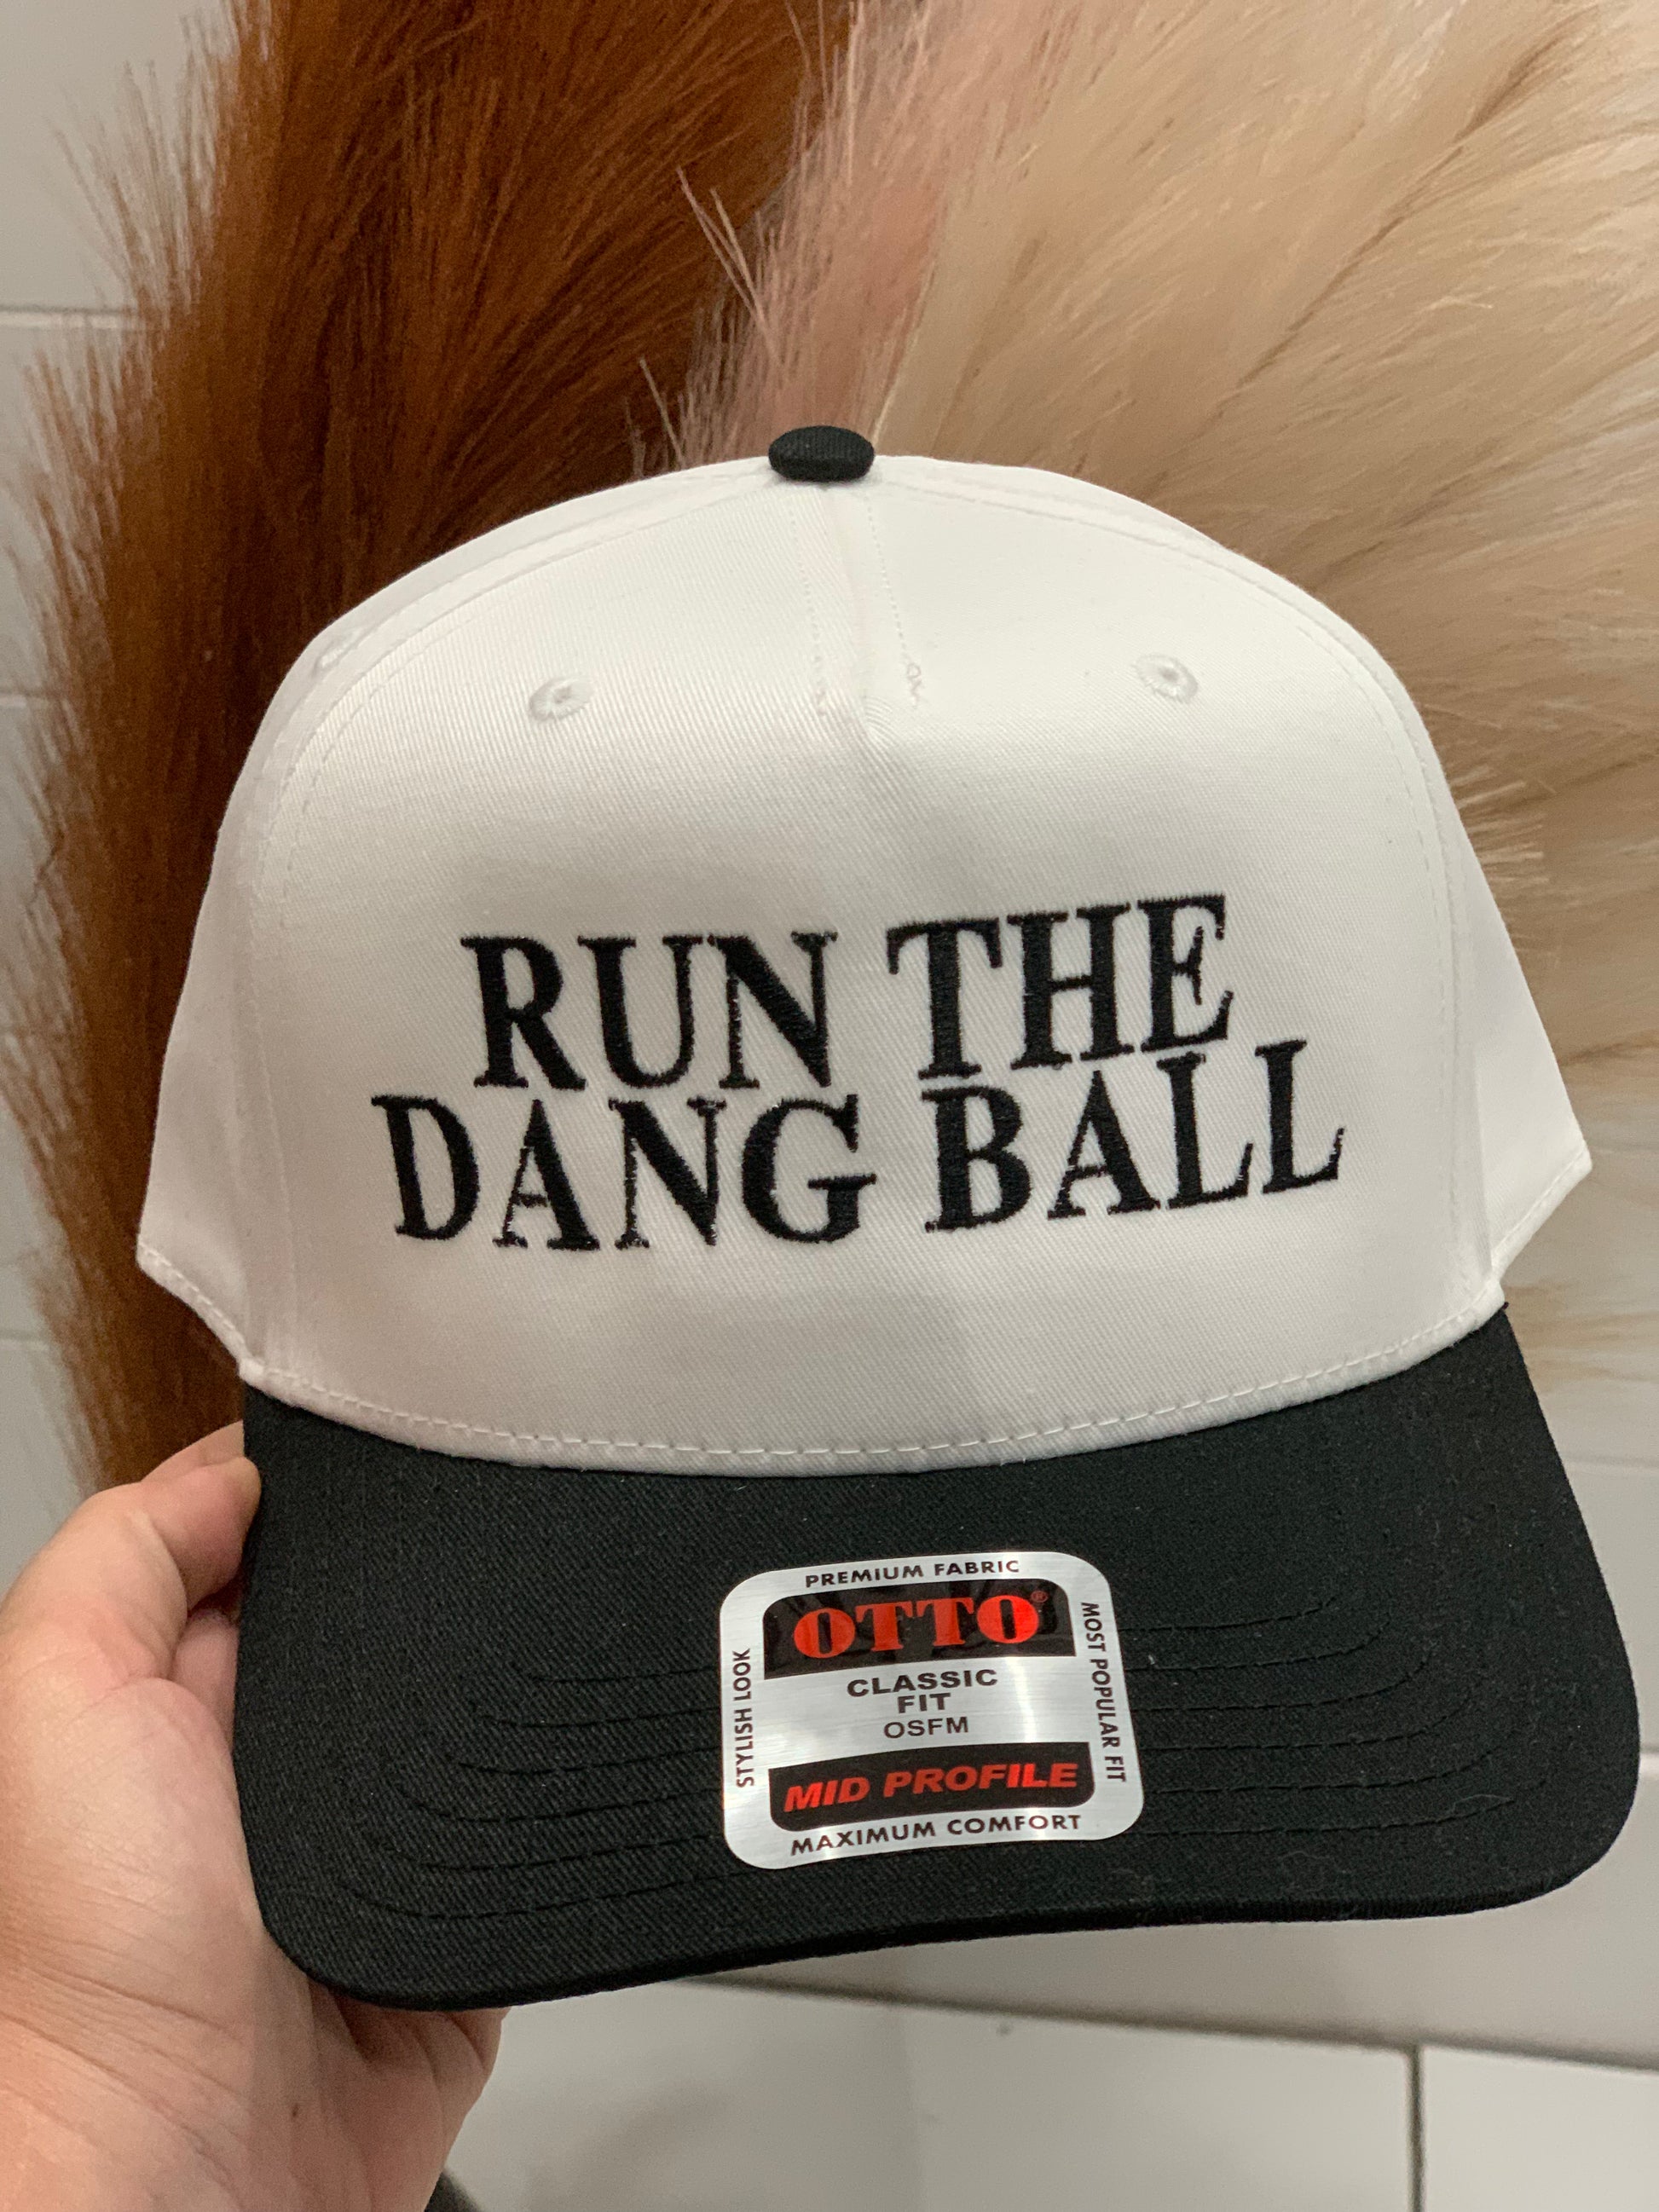 RUN THE
DANG BALL
PREMIUM FABRIC
OTTO®
CLASSIC
FIT
OSFM
MID PROFILE
MAXIMUM COMFORT
STYLISH LOOK
MOST POPULAR FIT